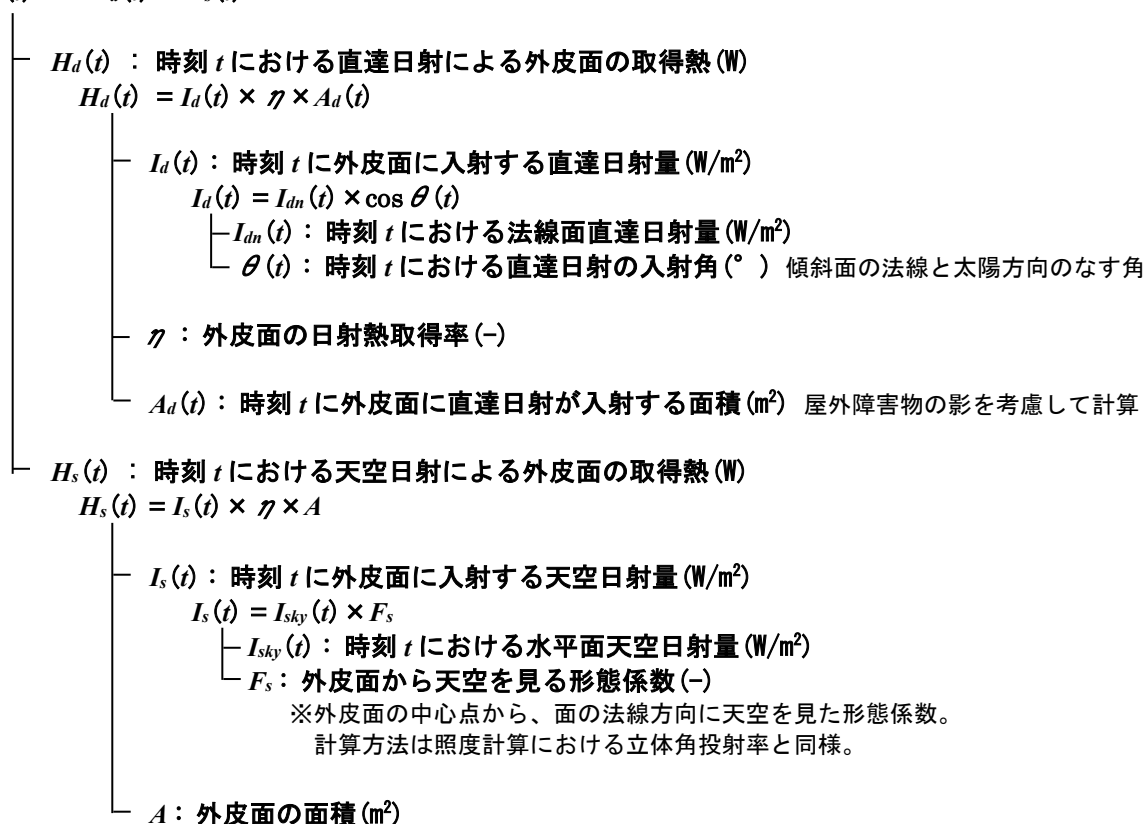 Hd(t) : 時刻 t における直達日射による外皮面の取得熱(W)
Hd(t) = Id(t) × η × Ad(t)
Id(t) : 時刻 t に外皮面に入射する直達日射量(W/m²)
Id(t) = Idn(t) × cos θ(t)
Idn(t) : 時刻 t における法線面直達日射量(W/m²)
θ(t) : 時刻 t における直達日射の入射角(°) 傾斜面の法線と太陽方向のなす角
η : 外皮面の日射熱取得率(-)
Ad(t) : 時刻 t に外皮面に直達日射が入射する面積(m²) 屋外障害物の影を考慮して計算
Hs(t) : 時刻 t における天空日射による外皮面の取得熱(W)
Hs(t) = Is(t) × η × A
Is(t) : 時刻 t に外皮面に入射する天空日射量(W/m²)
Is(t) = Isky(t) × Fs
Isky(t) : 時刻 t における水平面天空日射量(W/m²)
Fs : 外皮面から天空を見る形態係数(-)
※外皮面の中心点から、面の法線方向に天空を見た形態係数。
計算方法は照度計算における立体角投射率と同様。
A : 外皮面の面積(m²)